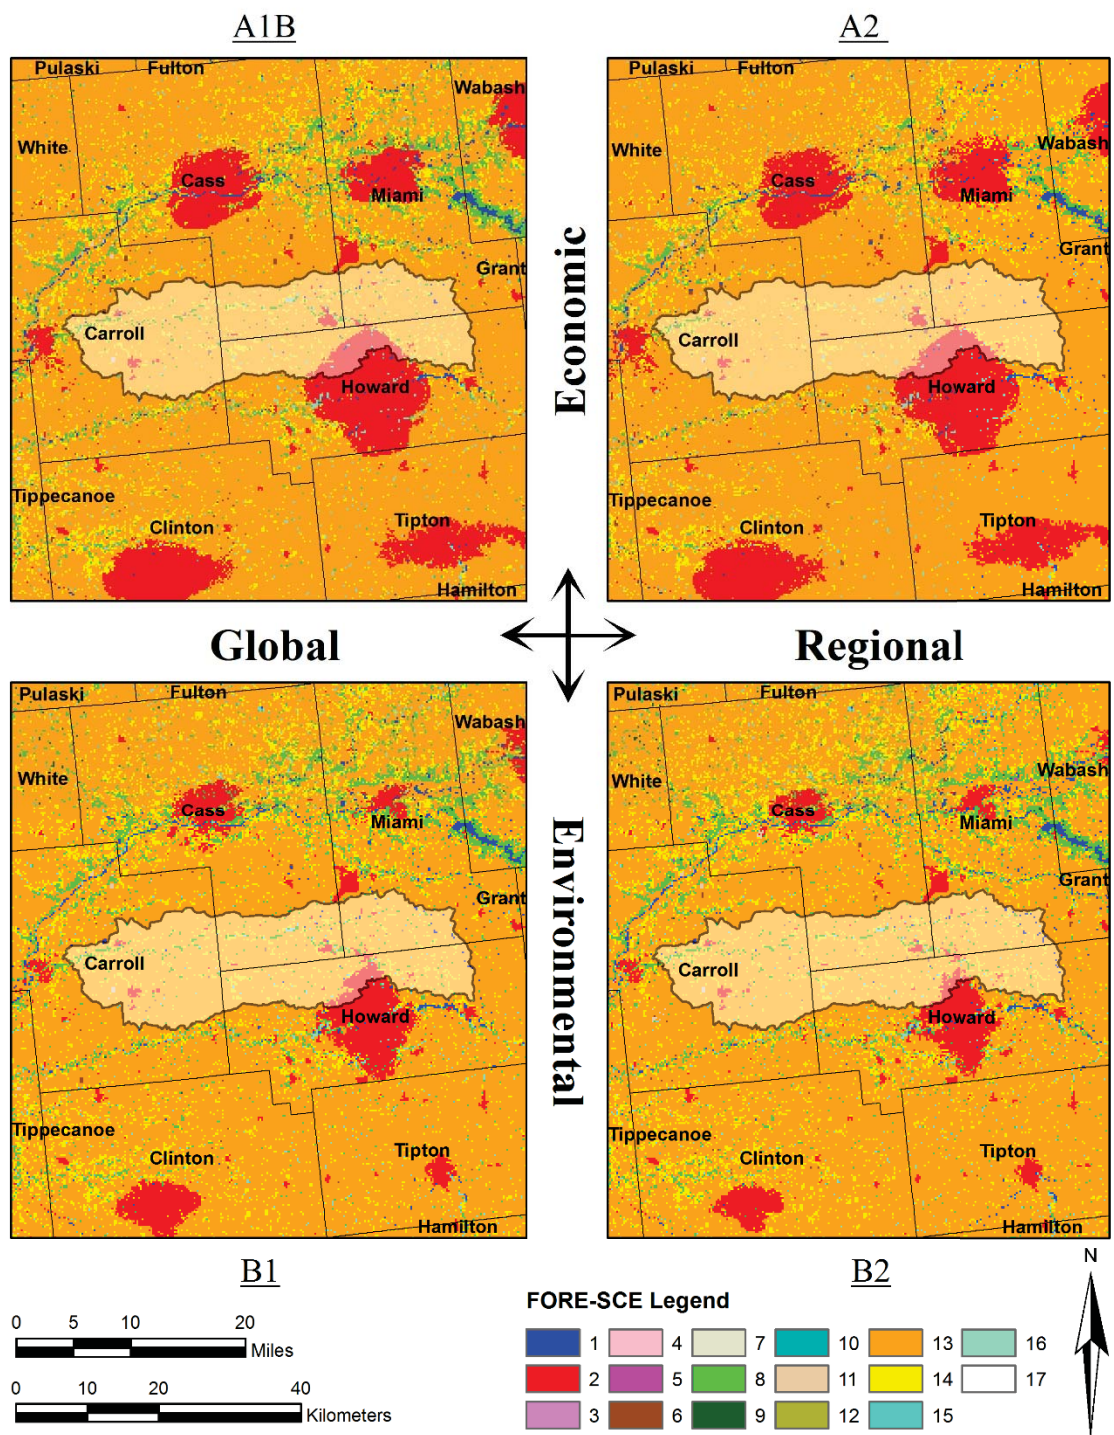 A1B
A2
Pulaski
Fulton
Wabash
White
Cass
Miami
Grant
Carroll
Howard
Tippecanoe
Clinton
Tipton
Hamilton
Economic
Pulaski
Fulton
Wabash
White
Cass
Miami
Grant
Carroll
Howard
Tippecanoe
Clinton
Tipton
Hamilton
Global
Regional
Pulaski
Fulton
Wabash
White
Cass
Miami
Grant
Carroll
Howard
Tippecanoe
Clinton
Tipton
Hamilton
Environmental
Pulaski
Fulton
Wabash
White
Cass
Miami
Grant
Carroll
Howard
Tippecanoe
Clinton
Tipton
Hamilton
B1
B2
0 5 10 20
Miles
0 10 20 40
Kilometers
FORE-SCE Legend
1 4 7 10 13 16
2 5 8 11 14 17
3 6 9 12 15
N